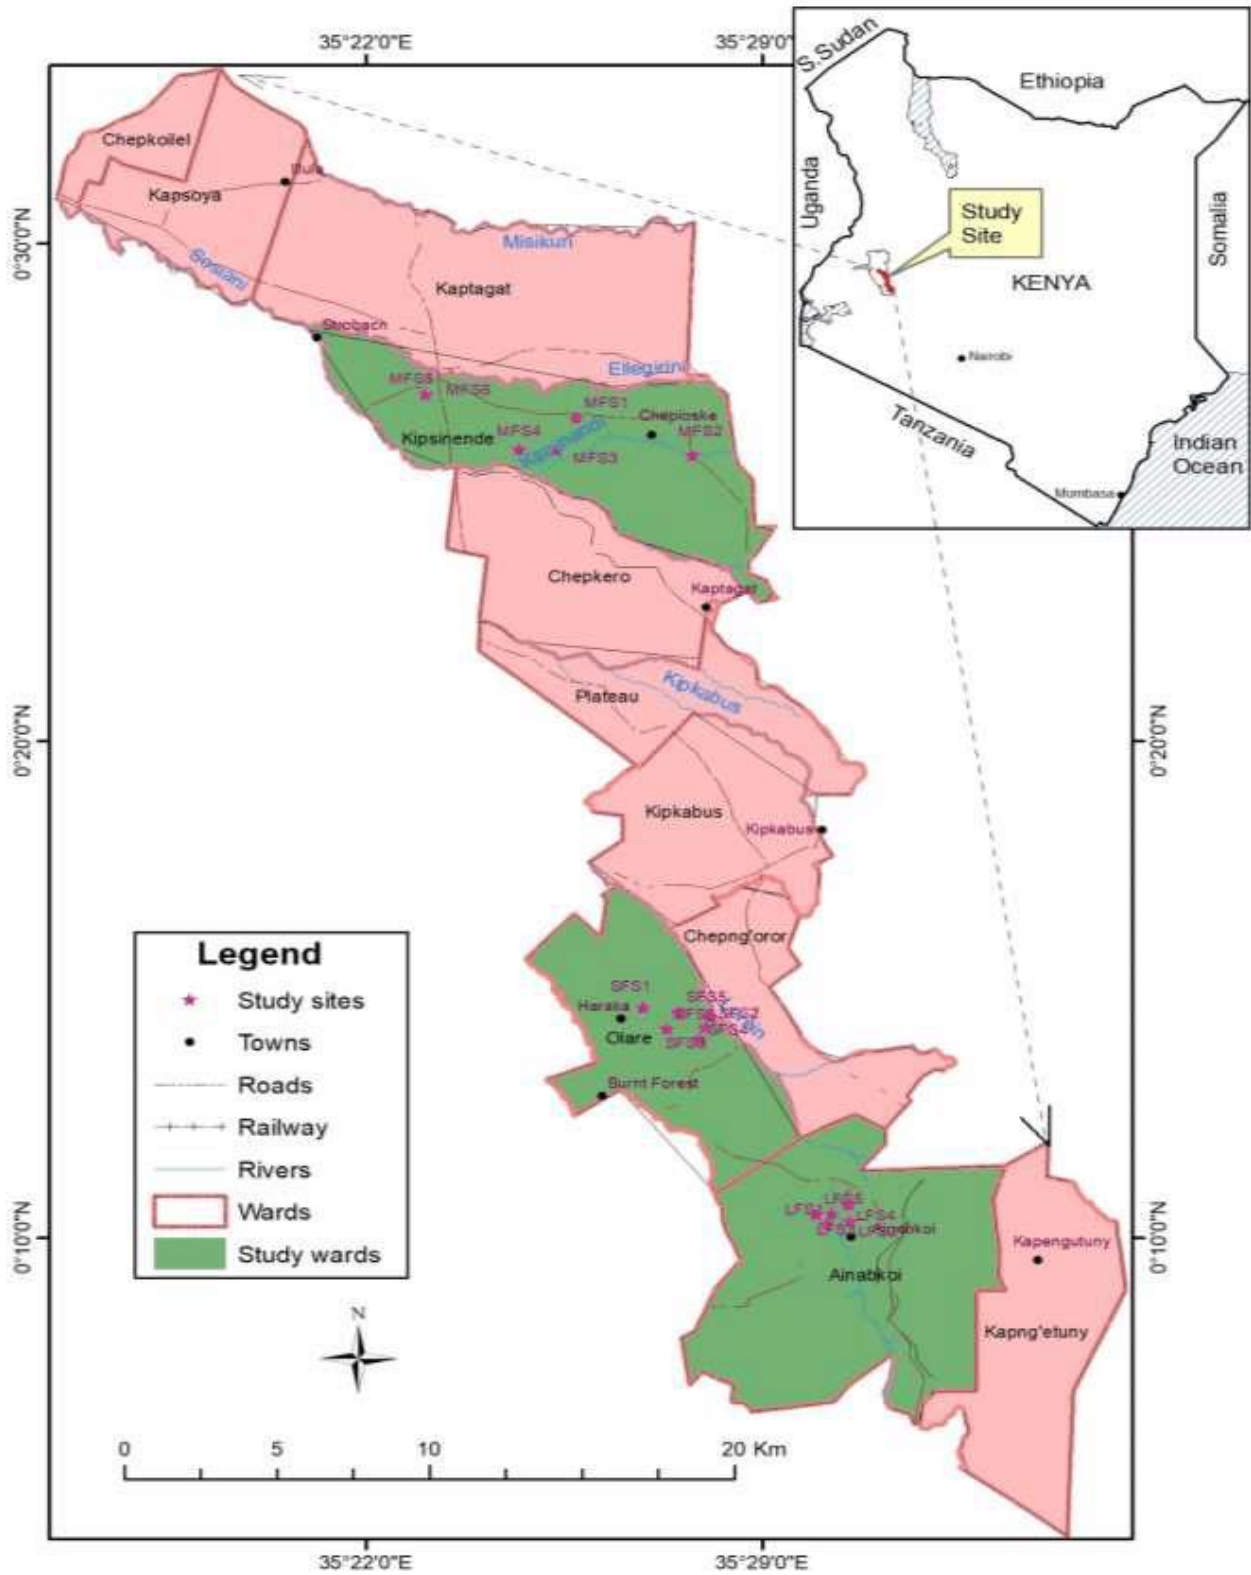 35°22'0"E
35°29'0"
S.Sudan
Ethiopia
Uganda
Somalia
Study
Site
KENYA
Nairobi
Tanzania
Indian
Ocean
Mumbasa
Chepkoilel
Kapsoya
0°30'0"N
Sosiani
Misikuri
Kaptagat
Strobach
Ellegirini
MFS5
MFS1
Kipsinende
MFS4
MFS2
MFS3
Chepkero
Kaptagat
Plateau
Kipkabus
0°20'0"N
0°20'0"N
Kipkabus
Kipkabus
Chepng'oror
SFS1
SFS5
Haraka
Olare
Burnt Forest
Legend
Study sites
Towns
Roads
Railway
Rivers
Wards
Study wards
LFS4
0°10'0"N
0°10'0"N
Ainabkoi
Kapengutuny
Kapng'etuny
N
0 5 10 20 Km
35°22'0"E
35°29'0"E